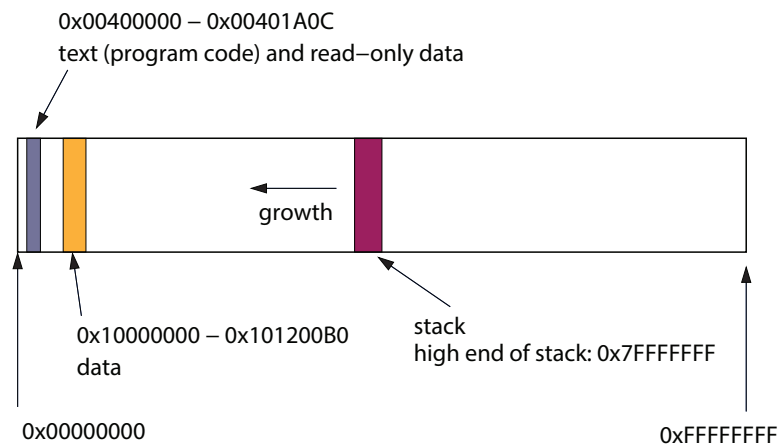 0x00400000 − 0x00401A0C
text (program code) and read−only data
growth
0x10000000 − 0x101200B0
data
stack
high end of stack: 0x7FFFFFFF
0x00000000
0xFFFFFFFF